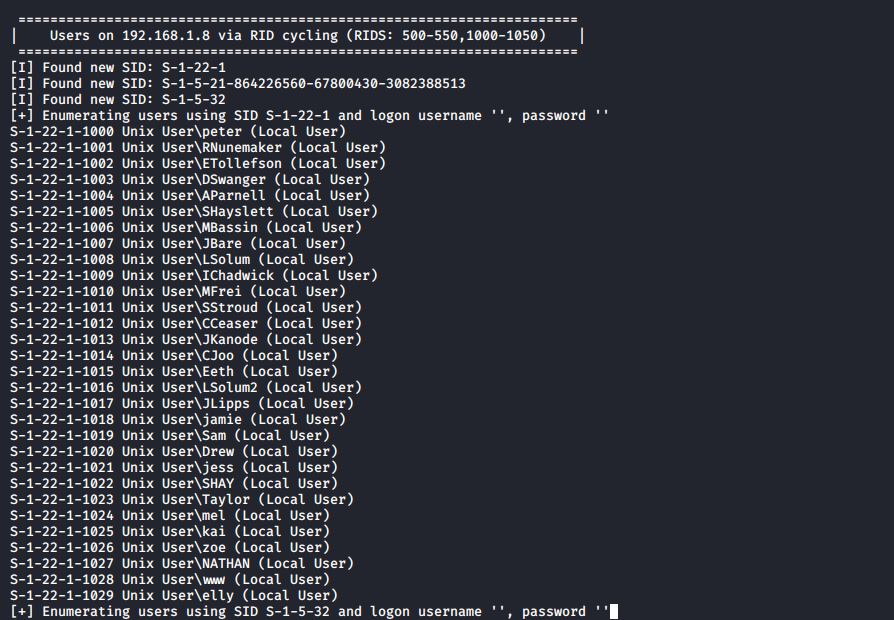 =====================================================================
|    Users on 192.168.1.8 via RID cycling (RIDS: 500-550,1000-1050)    |
=====================================================================
[I] Found new SID: S-1-22-1
[I] Found new SID: S-1-5-21-864226560-67800430-3082388513
[I] Found new SID: S-1-5-32
[+] Enumerating users using SID S-1-22-1 and logon username '', password ''
S-1-22-1-1000 Unix User\peter (Local User)
S-1-22-1-1001 Unix User\RNunemaker (Local User)
S-1-22-1-1002 Unix User\ETollefson (Local User)
S-1-22-1-1003 Unix User\DSwanger (Local User)
S-1-22-1-1004 Unix User\AParnell (Local User)
S-1-22-1-1005 Unix User\SHayslett (Local User)
S-1-22-1-1006 Unix User\MBassin (Local User)
S-1-22-1-1007 Unix User\JBare (Local User)
S-1-22-1-1008 Unix User\LSolum (Local User)
S-1-22-1-1009 Unix User\IChadwick (Local User)
S-1-22-1-1010 Unix User\MFrei (Local User)
S-1-22-1-1011 Unix User\SStroud (Local User)
S-1-22-1-1012 Unix User\CCeaser (Local User)
S-1-22-1-1013 Unix User\JKanode (Local User)
S-1-22-1-1014 Unix User\CJoo (Local User)
S-1-22-1-1015 Unix User\Eeth (Local User)
S-1-22-1-1016 Unix User\LSolum2 (Local User)
S-1-22-1-1017 Unix User\JLipps (Local User)
S-1-22-1-1018 Unix User\jamie (Local User)
S-1-22-1-1019 Unix User\Sam (Local User)
S-1-22-1-1020 Unix User\Drew (Local User)
S-1-22-1-1021 Unix User\jess (Local User)
S-1-22-1-1022 Unix User\SHAY (Local User)
S-1-22-1-1023 Unix User\Taylor (Local User)
S-1-22-1-1024 Unix User\mel (Local User)
S-1-22-1-1025 Unix User\kai (Local User)
S-1-22-1-1026 Unix User\zoe (Local User)
S-1-22-1-1027 Unix User\NATHAN (Local User)
S-1-22-1-1028 Unix User\www (Local User)
S-1-22-1-1029 Unix User\elly (Local User)
[+] Enumerating users using SID S-1-5-32 and logon username '', password ''